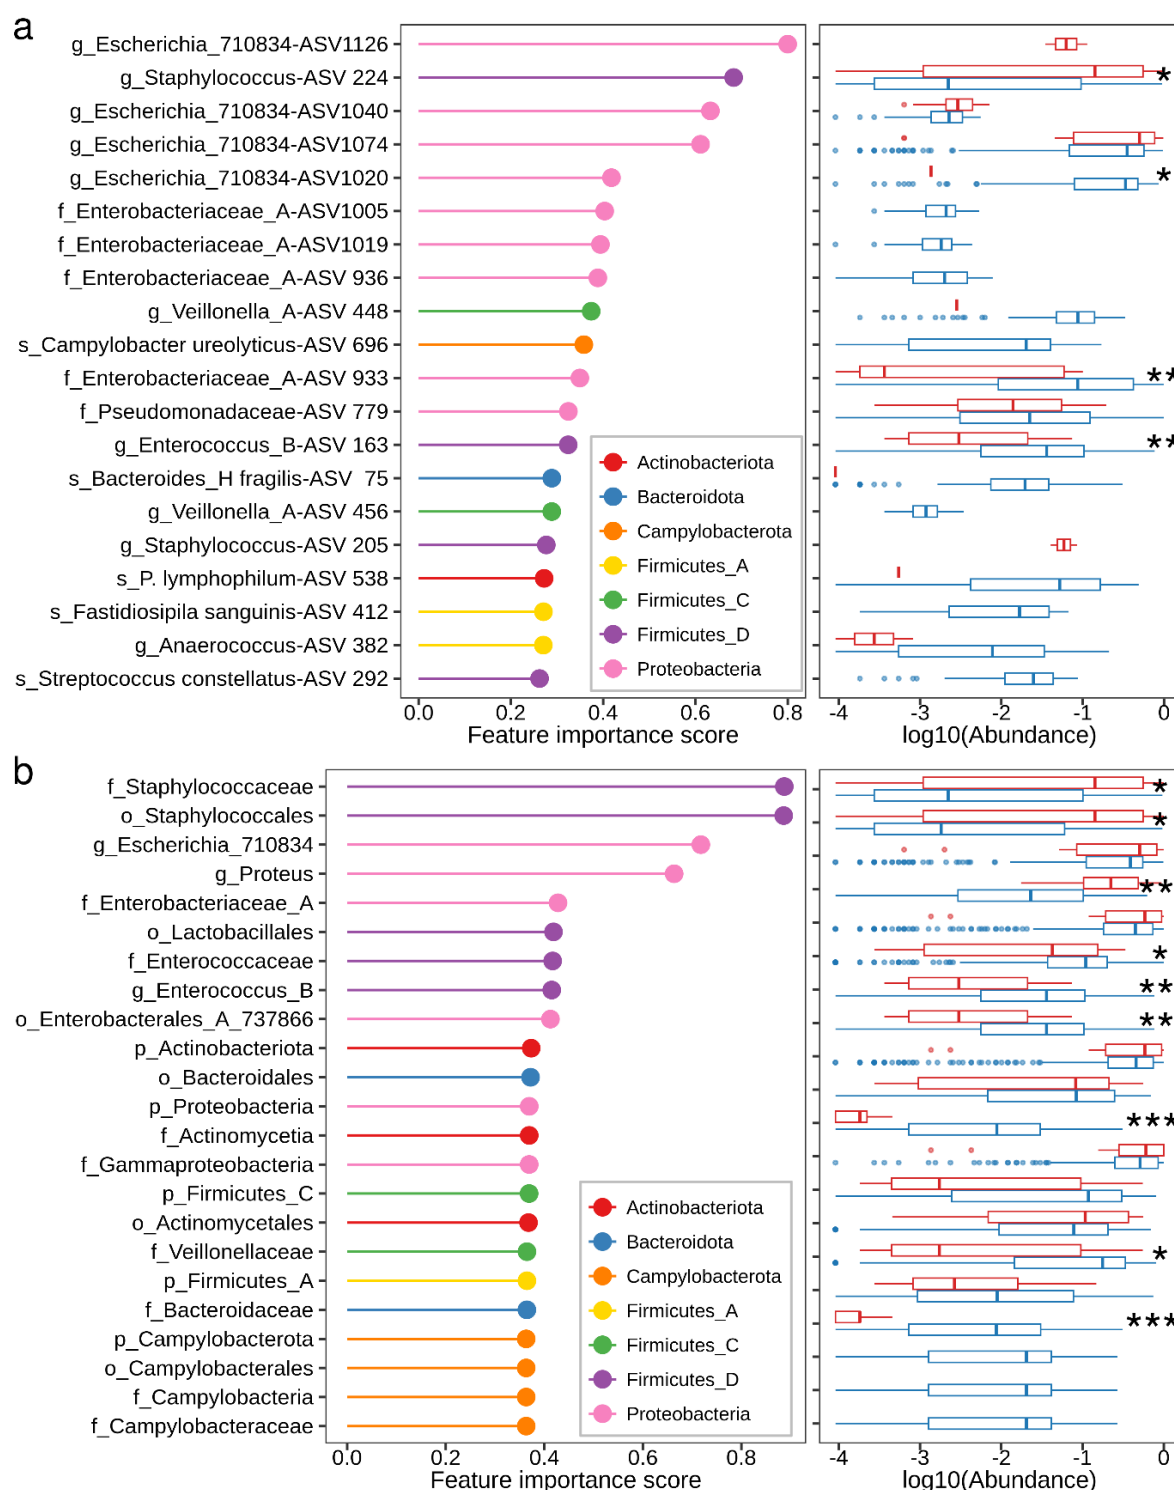 a
g_Escherichia_710834-ASV1126
g_Staphylococcus-ASV 224
*
g_Escherichia_710834-ASV1040
g_Escherichia_710834-ASV1074
g_Escherichia_710834-ASV1020
*
f_Enterobacteriaceae_A-ASV1005
f_Enterobacteriaceae_A-ASV1019
f_Enterobacteriaceae_A-ASV 936
g_Veillonella_A-ASV 448
s_Campylobacter ureolyticus-ASV 696
f_Enterobacteriaceae_A-ASV 933
**
f_Pseudomonadaceae-ASV 779
g_Enterococcus_B-ASV 163
**
s_Bacteroides_H fragilis-ASV 75
g_Veillonella_A-ASV 456
g_Staphylococcus-ASV 205
s_P. lymphophilum-ASV 538
s_Fastidiosipila sanguinis-ASV 412
g_Anaerococcus-ASV 382
s_Streptococcus constellatus-ASV 292
Actinobacteriota
Bacteroidota
Campylobacterota
Firmicutes_A
Firmicutes_C
Firmicutes_D
Proteobacteria
0.0 0.2 0.4 0.6 0.8
Feature importance score
-4 -3 -2 -1 0
log10(Abundance)
b
f_Staphylococcaceae
*
o_Staphylococcales
*
g_Escherichia_710834
g_Proteus
**
f_Enterobacteriaceae_A
o_Lactobacillales
f_Enterococcaceae
*
g_Enterococcus_B
**
o_Enterobacterales_A_737866
**
p_Actinobacteriota
o_Bacteroidales
p_Proteobacteria
***
f_Actinomycetia
f_Gammaproteobacteria
p_Firmicutes_C
o_Actinomycetales
f_Veillonellaceae
*
p_Firmicutes_A
f_Bacteroidaceae
***
p_Campylobacterota
o_Campylobacterales
f_Campylobacteria
f_Campylobacteraceae
Actinobacteriota
Bacteroidota
Campylobacterota
Firmicutes_A
Firmicutes_C
Firmicutes_D
Proteobacteria
0.0 0.2 0.4 0.6 0.8
Feature importance score
-4 -3 -2 -1 0
log10(Abundance)